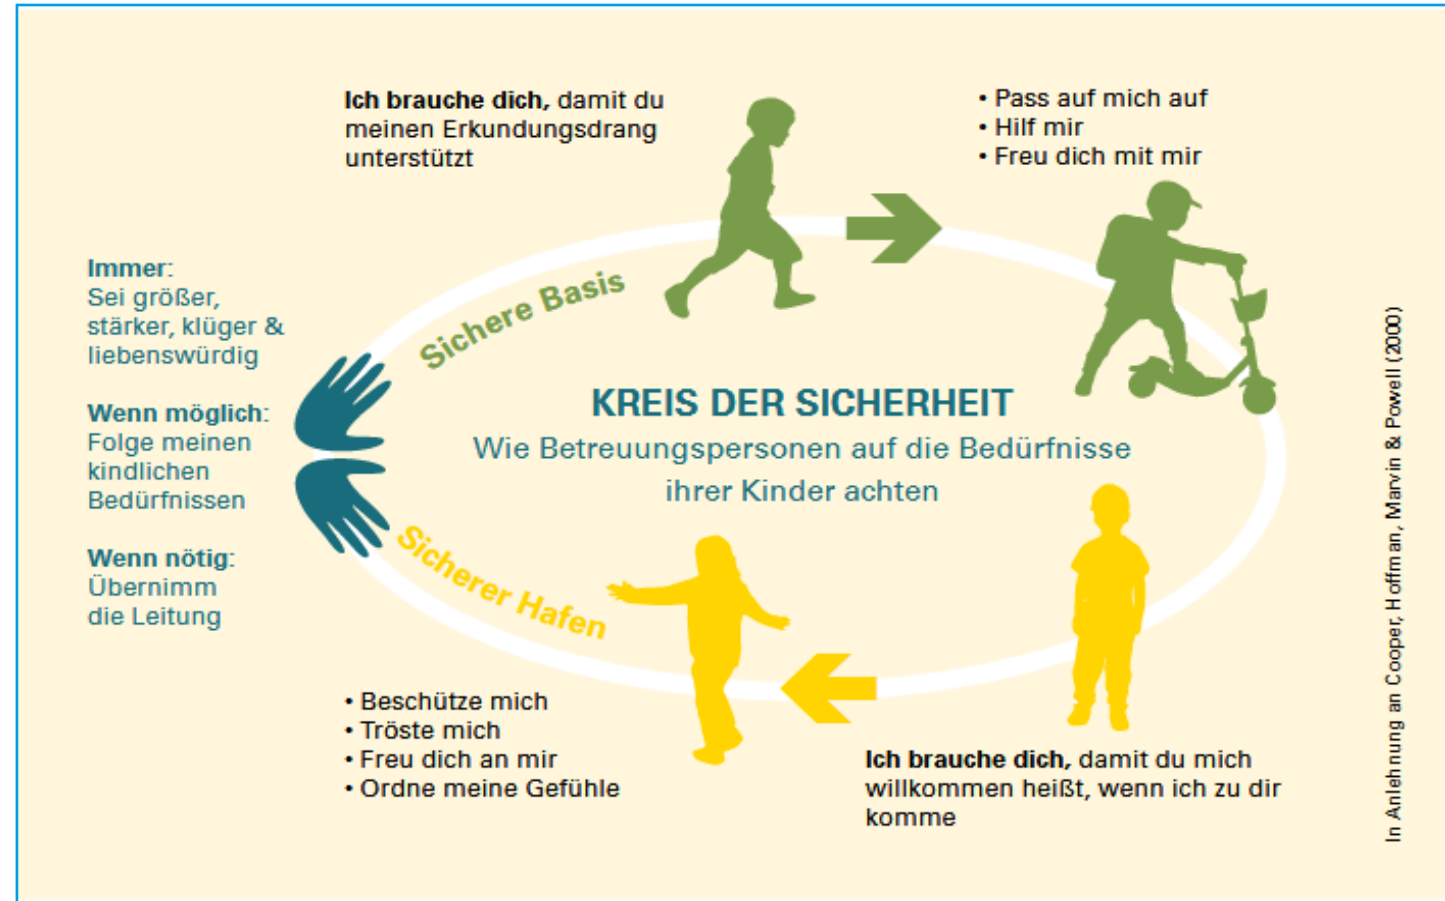 Ich brauche dich, damit du
meinen Erkundungsdrang
unterstützt
• Pass auf mich auf
• Hilf mir
• Freu dich mit mir
Immer:
Sei größer,
stärker, klüger &
liebenswürdig
Wenn möglich:
Folge meinen
kindlichen
Bedürfnissen
Wenn nötig:
Übernimm
die Leitung
Sichere Basis
KREIS DER SICHERHEIT
Wie Betreuungspersonen auf die Bedürfnisse
ihrer Kinder achten
Sicherer Hafen
• Beschütze mich
• Tröste mich
• Freu dich an mir
• Ordne meine Gefühle
Ich brauche dich, damit du mich
willkommen heißt, wenn ich zu dir
komme
In Anlehnung an Cooper, Hoffman, Marvin & Powell (2000)